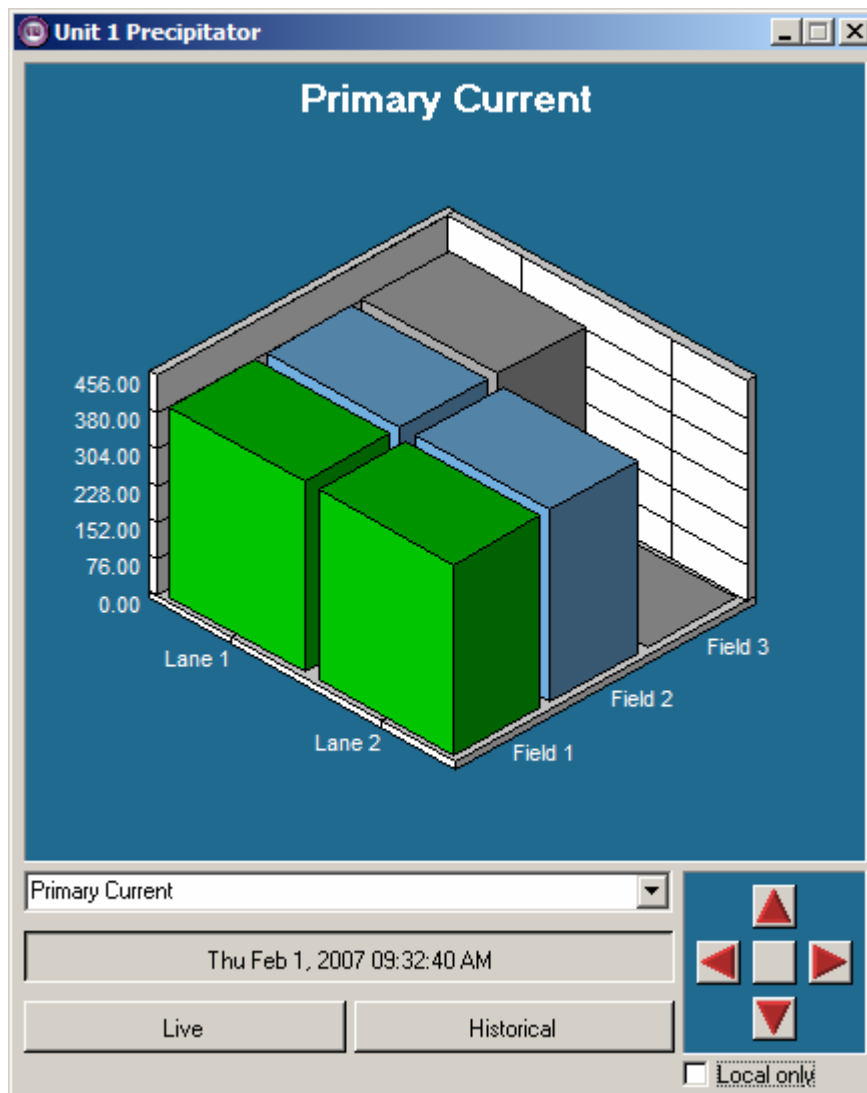 Unit 1 Precipitator
Primary Current
456.00
380.00
304.00
228.00
152.00
76.00
0.00
Lane 1
Lane 2
Field 1
Field 2
Field 3
Primary Current
Thu Feb 1, 2007 09:32:40 AM
Live
Historical
Local only